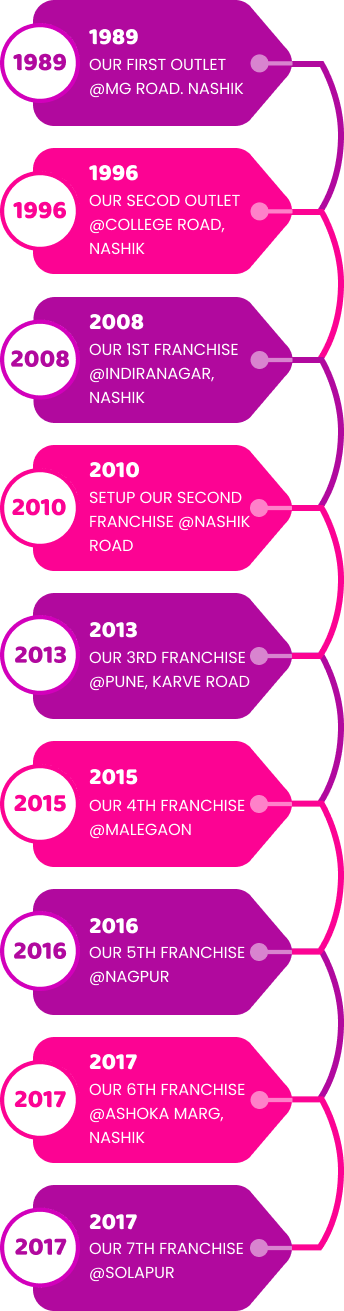 1989
1989
OUR FIRST OUTLET
@MG ROAD. NASHIK
1996
1996
OUR SECOD OUTLET
@COLLEGE ROAD,
NASHIK
2008
2008
OUR 1ST FRANCHISE
@INDIRANAGAR,
NASHIK
2010
2010
SETUP OUR SECOND
FRANCHISE @NASHIK
ROAD
2013
2013
OUR 3RD FRANCHISE
@PUNE, KARVE ROAD
2015
2015
OUR 4TH FRANCHISE
@MALEGAON
2016
2016
OUR 5TH FRANCHISE
@NAGPUR
2017
2017
OUR 6TH FRANCHISE
@ASHOKA MARG,
NASHIK
2017
2017
OUR 7TH FRANCHISE
@SOLAPUR